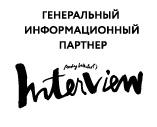 ГЕНЕРАЛЬНЫЙ
ИНФОРМАЦИОННЫЙ
ПАРТНЕР
Andy Warhol's
Interview